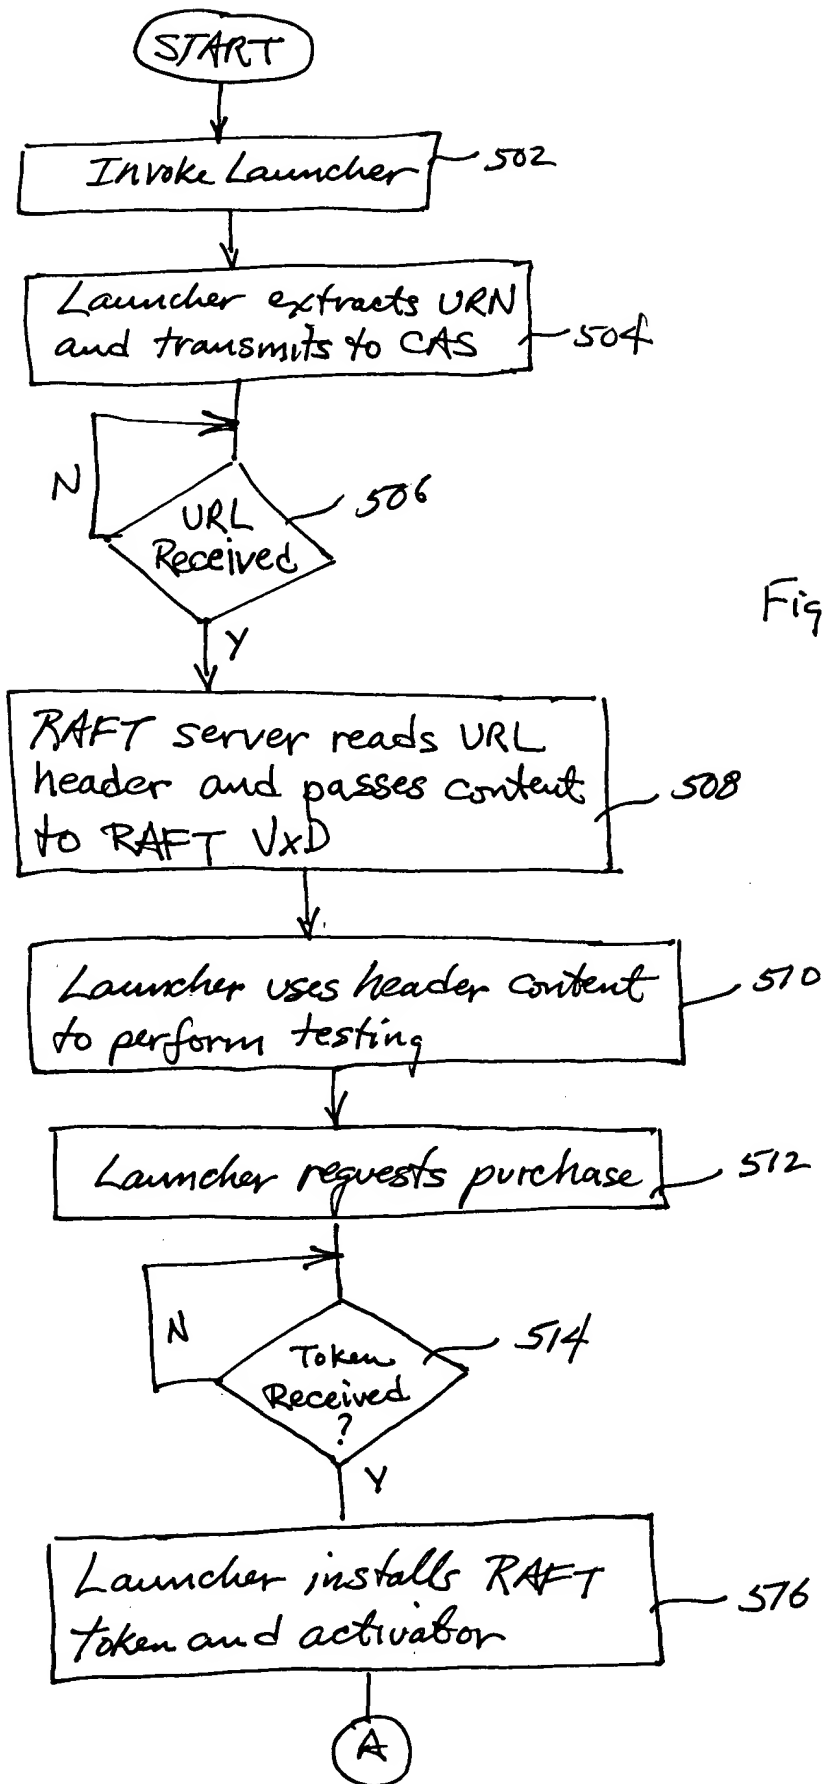 START
Invoke Launcher
502
Launcher extracts URN
and transmits to CAS
504
N
506
URL
Received
Y
Fig
RAFT server reads URL
header and passes content
to RAFT VxD
508
Launcher uses header content
to perform testing
510
Launcher requests purchase
512
N
514
Token
Received
?
Y
Launcher installs RAFT
token and activator
576
A